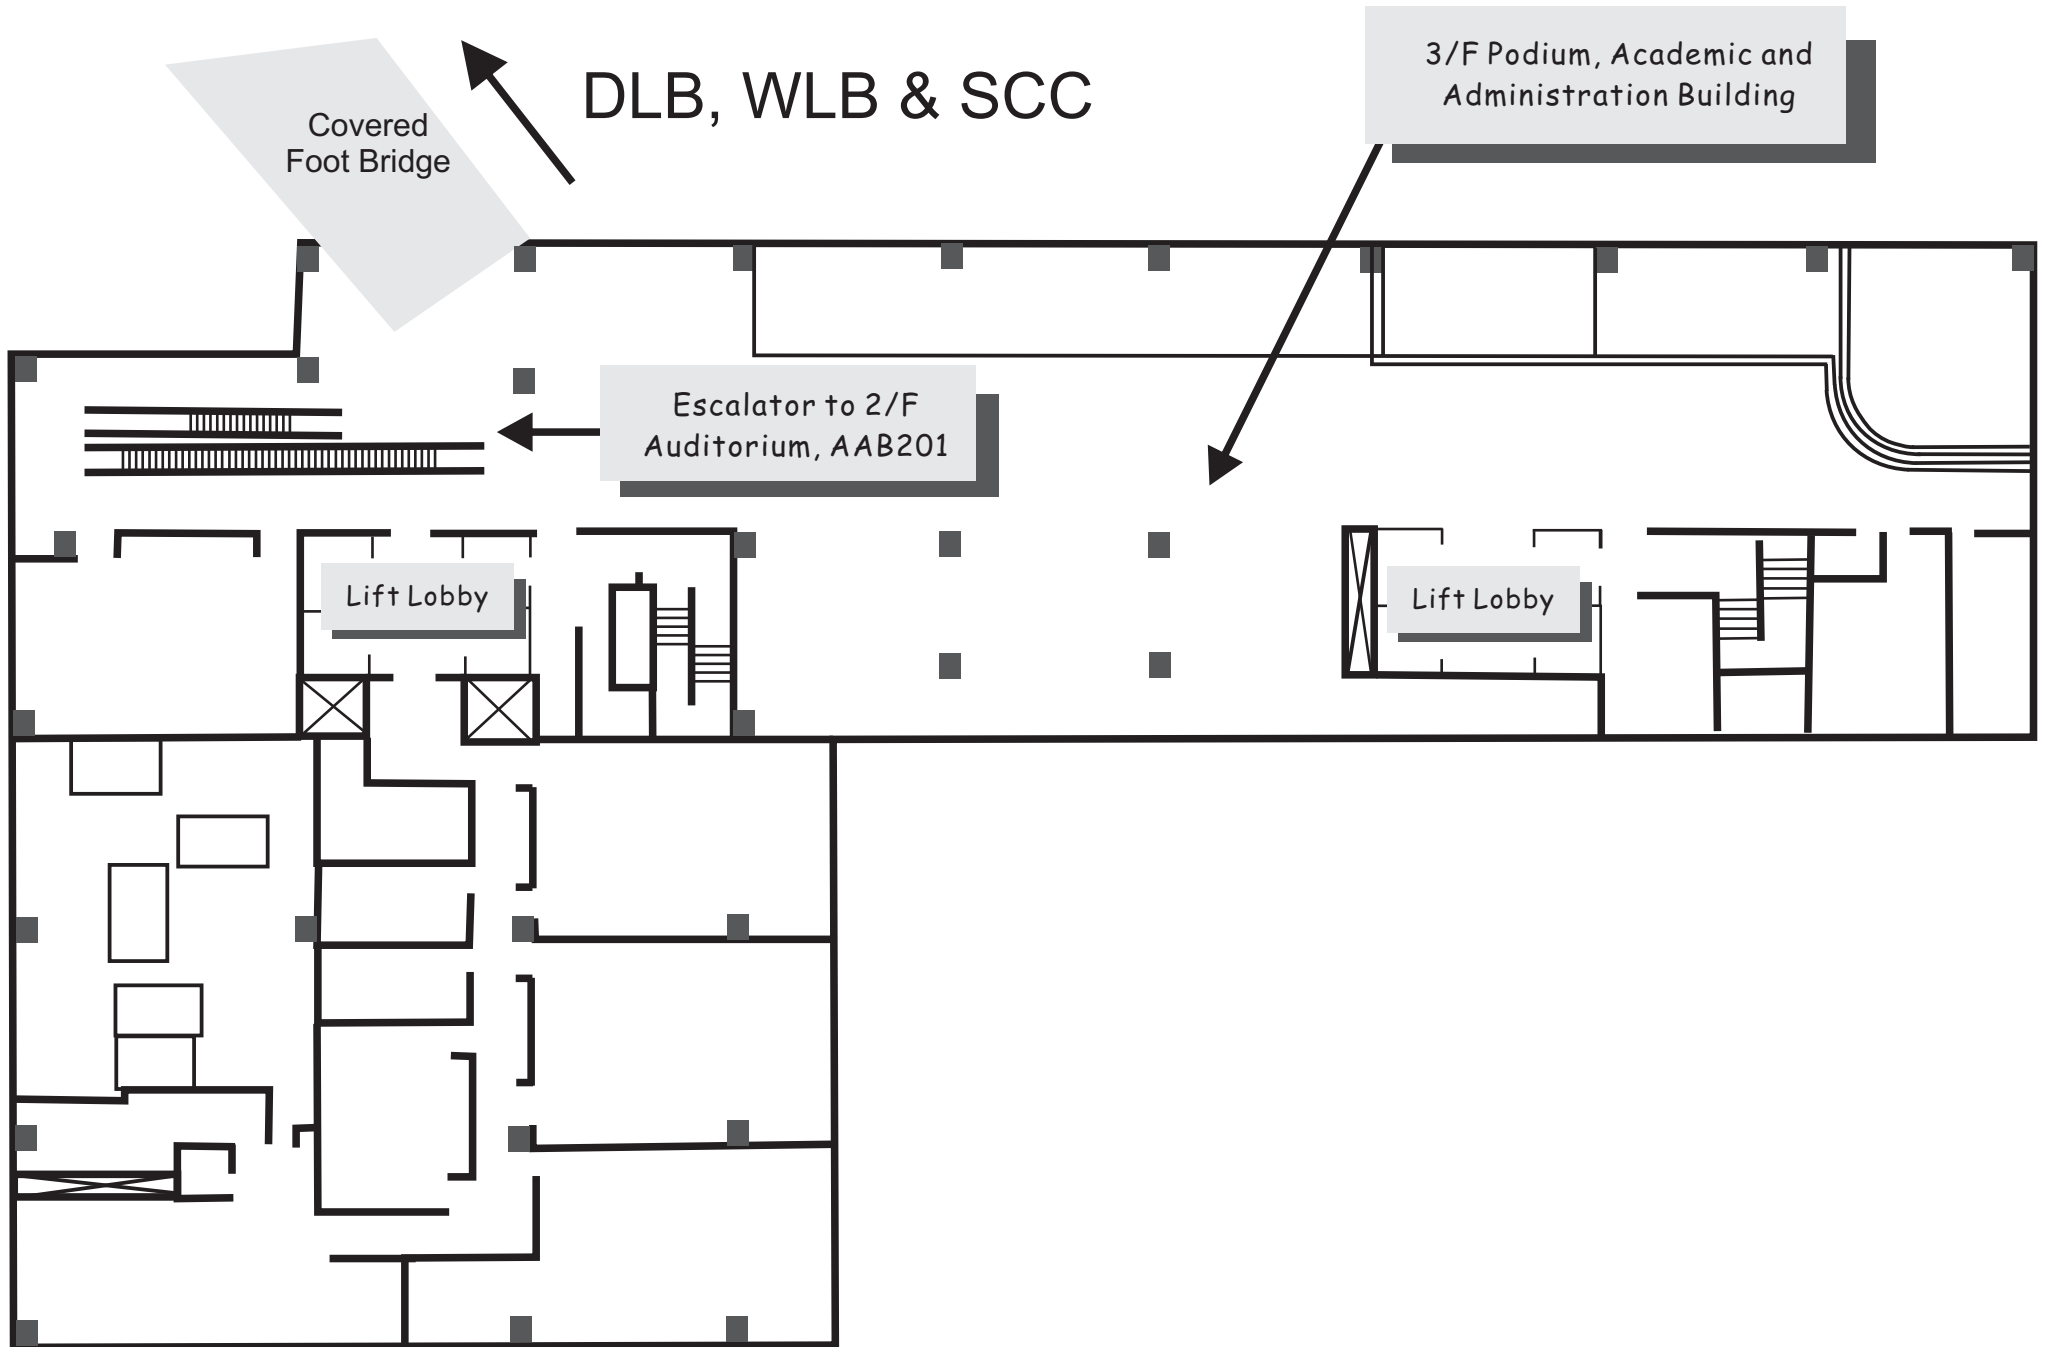 DLB, WLB & SCC
3/F Podium, Academic and
Administration Building
Covered
Foot Bridge
Escalator to 2/F
Auditorium, AAB201
Lift Lobby
Lift Lobby